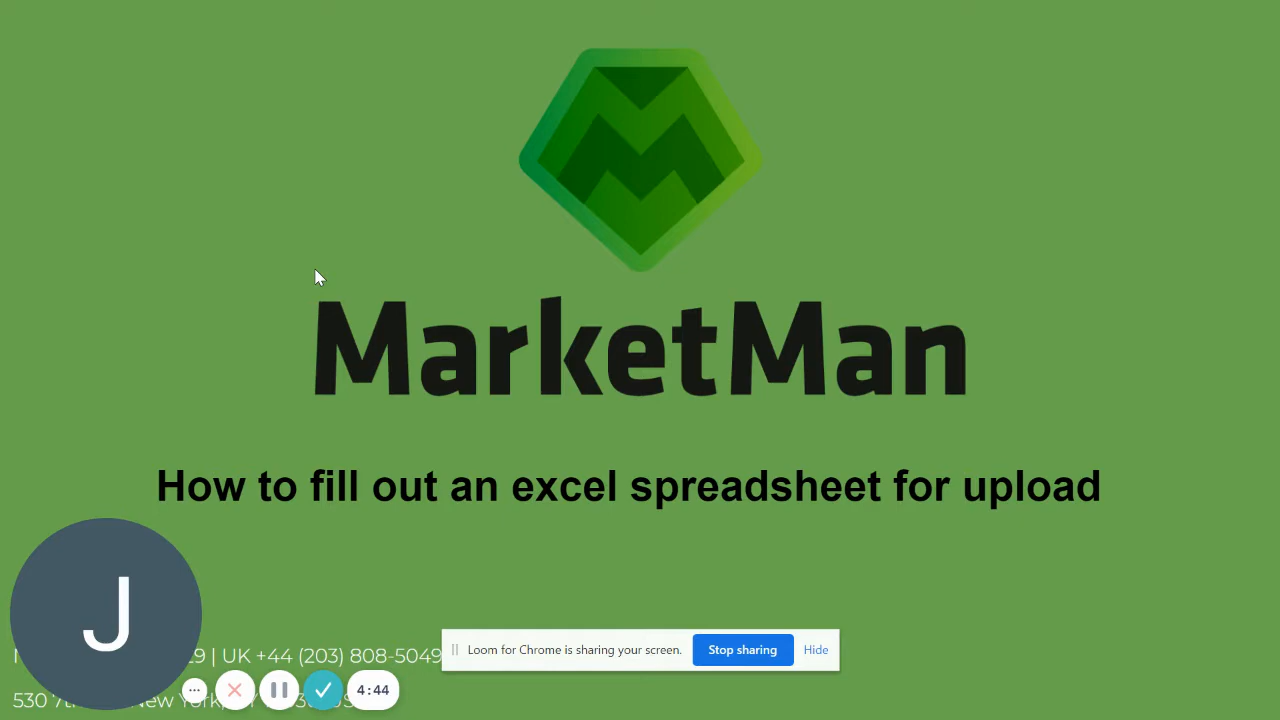 MarketMan
How to fill out an excel spreadsheet for upload
J
| UK +44 (203) 808-5049
Loom for Chrome is sharing your screen.
Stop sharing
Hide
530
4:44